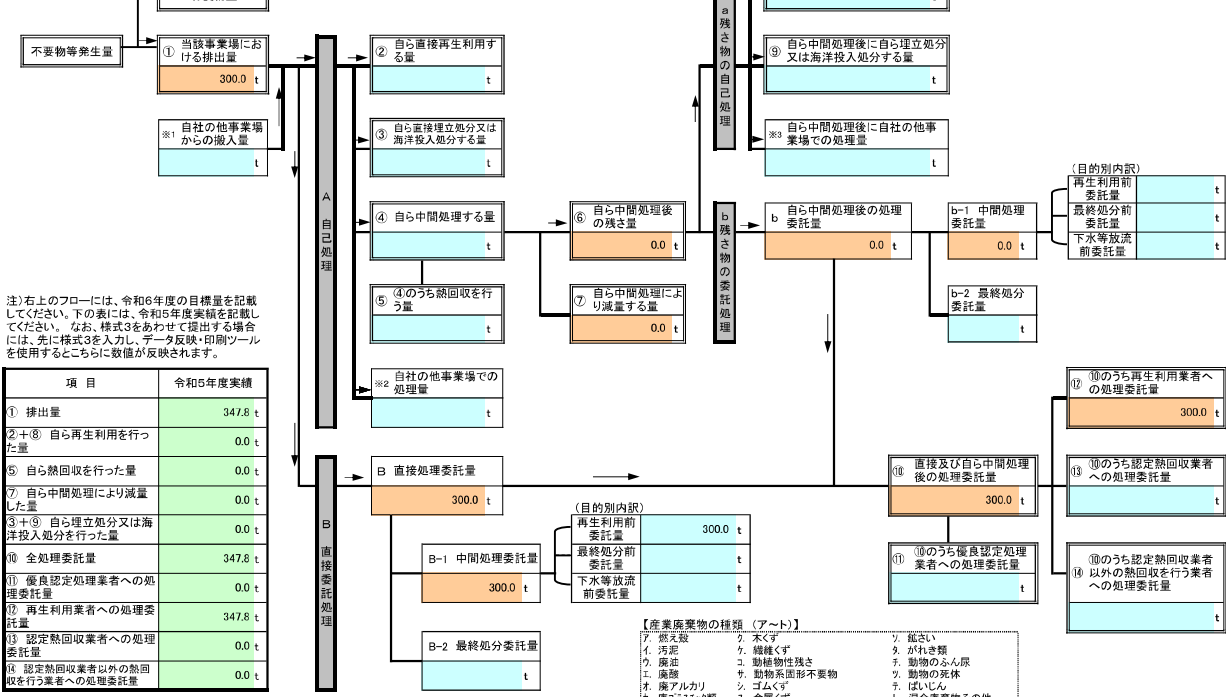 不要物等発生量
① 当該事業場にお
ける排出量
300.0 t
※1 自社の他事業場
からの搬入量
t
A 自己処理
② 自ら直接再生利用す
る量
t
③ 自ら直接埋立処分又は
海洋投入処分する量
t
④ 自ら中間処理する量
t
⑤ ④のうち熱回収を行
う量
t
※2 自社の他事業場での
処理量
t
⑥ 自ら中間処理後
の残さ量
0.0 t
⑦ 自ら中間処理によ
り減量する量
0.0 t
a 残さ物の自己処理
t
⑨ 自ら中間処理後に自ら埋立処分
又は海洋投入処分する量
t
※3 自ら中間処理後に自社の他事
業場での処理量
t
b 残さ物の委託処理
b 自ら中間処理後の処理
委託量
0.0 t
b-1 中間処理
委託量
0.0 t
b-2 最終処分
委託量
t
(目的別内訳)
再生利用前
委託量
t
最終処分前
委託量
t
下水等放流
前委託量
t
注)右上のフローには、令和6年度の目標量を記載
してください。下の表には、令和5年度実績を記載し
てください。 なお、様式3をあわせて提出する場合
には、先に様式3を入力し、データ反映・印刷ツール
を使用するとこちらに数値が反映されます。
項 目 令和5年度実績
① 排出量 347.8 t
②+⑧ 自ら再生利用を行っ
た量 0.0 t
⑤ 自ら熱回収を行った量 0.0 t
⑦ 自ら中間処理により減量
した量 0.0 t
③+⑨ 自ら埋立処分又は海
洋投入処分を行った量 0.0 t
⑩ 全処理委託量 347.8 t
⑪ 優良認定処理業者への処
理委託量 0.0 t
⑫ 再生利用業者への処理委
託量 347.8 t
⑬ 認定熱回収業者への処理
委託量 0.0 t
⑭ 認定熱回収業者以外の熱回
収を行う業者への処理委託量 0.0 t
B 直接委託処理
B 直接処理委託量
300.0 t
B-1 中間処理委託量
300.0 t
B-2 最終処分委託量
t
(目的別内訳)
再生利用前
委託量
300.0 t
最終処分前
委託量
t
下水等放流
前委託量
t
⑩ 直接及び自ら中間処理
後の処理委託量
300.0 t
⑪ ⑩のうち優良認定処理
業者への処理委託量
t
⑫ ⑩のうち再生利用業者へ
の処理委託量
300.0 t
⑬ ⑩のうち認定熱回収業者
への処理委託量
t
⑭ ⑩のうち認定熱回収業者
以外の熱回収を行う業者
への処理委託量
t
【産業廃棄物の種類 (ア~ト)】
ア. 燃え殻 ク. 木くず ソ. 鉱さい
イ. 汚泥 ケ. 繊維くず タ. がれき類
ウ. 廃油 コ. 動植物性残さ チ. 動物のふん尿
エ. 廃酸 サ. 動物系固形不要物 ツ. 動物の死体
オ. 廃アルカリ シ. ゴムくず テ. ばいじん